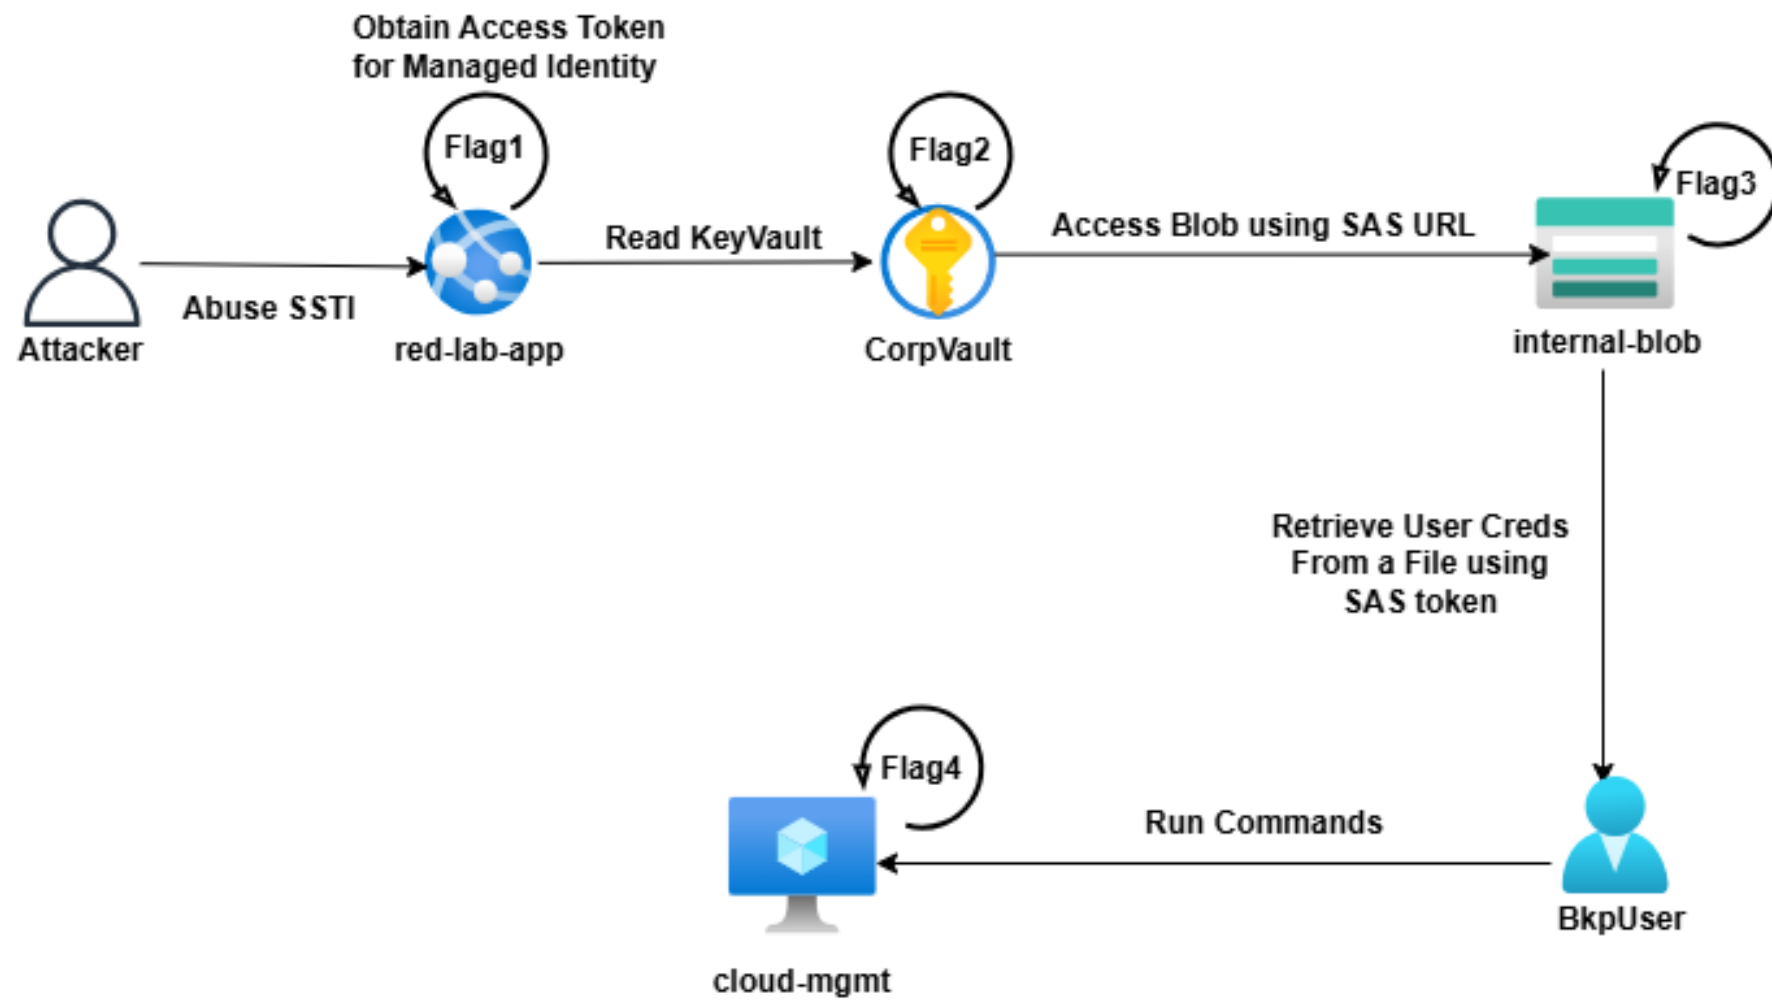 Obtain Access Token
for Managed Identity
Flag1
Flag2
Flag3
Read KeyVault
Access Blob using SAS URL
Abuse SSTI
Attacker
red-lab-app
CorpVault
internal-blob
Retrieve User Creds
From a File using
SAS token
Flag4
Run Commands
BkpUser
cloud-mgmt